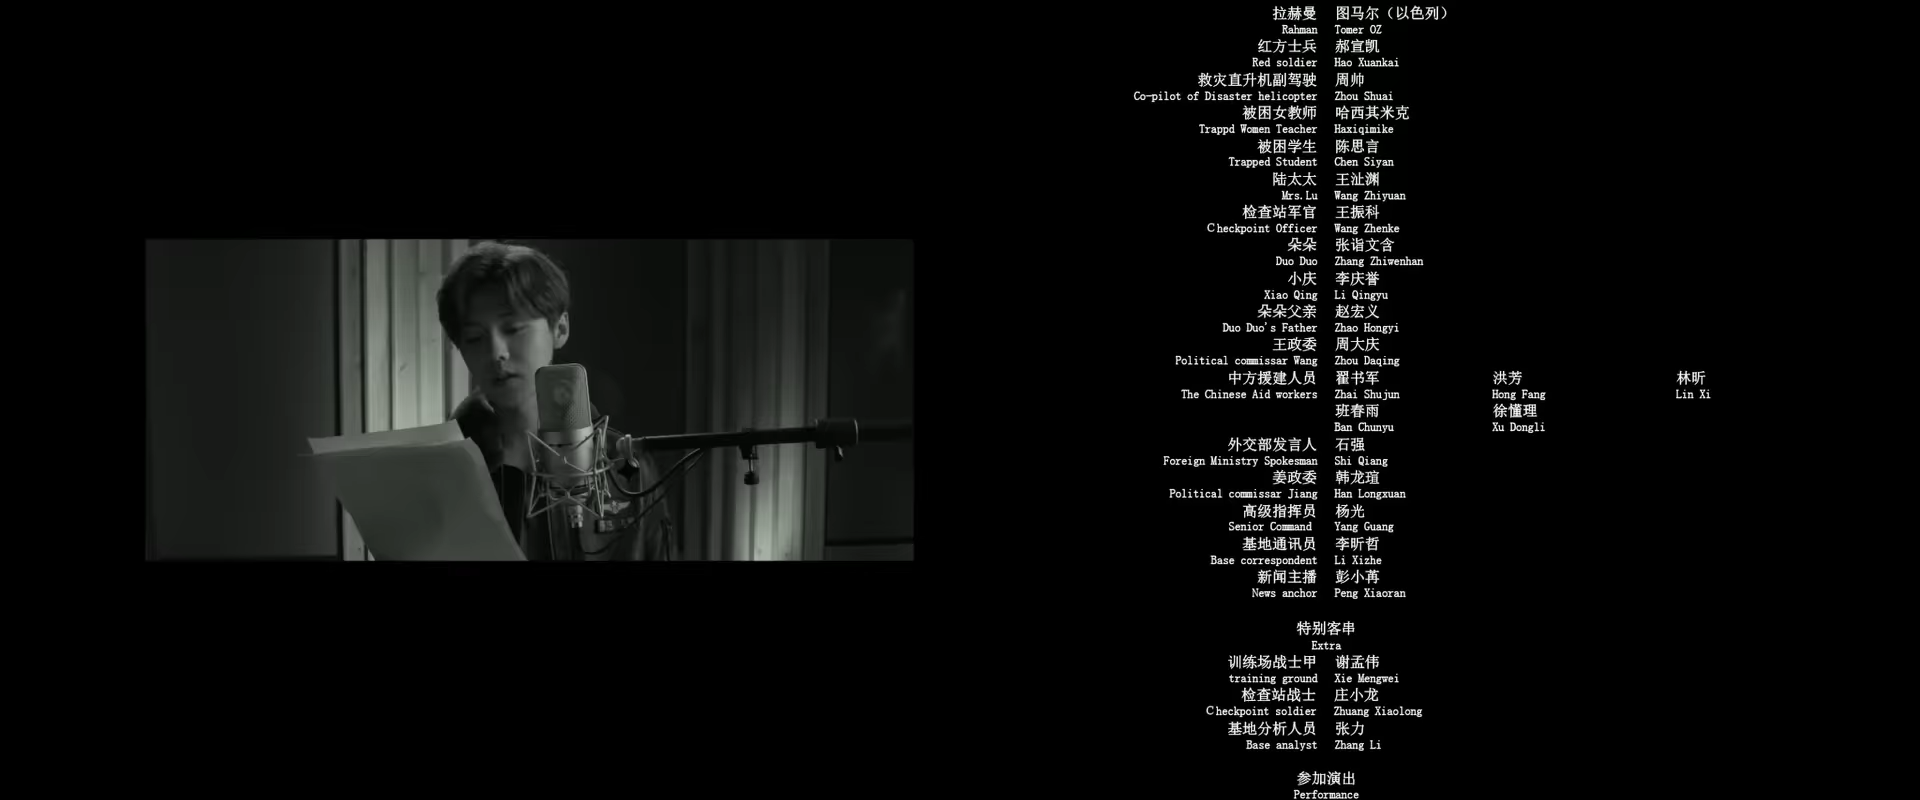 拉赫曼 图马尔（以色列）
Rahman Tomer OZ
红方士兵 郝宣凯
Red soldier Hao Xuankai
救灾直升机副驾驶 周帅
Co-pilot of Disaster helicopter Zhou Shuai
被困女教师 哈西其米克
Trappd Women Teacher Haxiqimike
被困学生 陈思言
Trapped Student Chen Siyan
陆太太 王沚渊
Mrs.Lu Wang Zhiyuan
检查站军官 王振科
Checkpoint Officer Wang Zhenke
朵朵 张诣文含
Duo Duo Zhang Zhiwenhan
小庆 李庆誉
Xiao Qing Li Qingyu
朵朵父亲 赵宏义
Duo Duo's Father Zhao Hongyi
王政委 周大庆
Political commissar Wang Zhou Daqing
中方援建人员 翟书军 洪芳 林昕
The Chinese Aid workers Zhai Shujun Hong Fang Lin Xi
班春雨 徐懂理
Ban Chunyu Xu Dongli
外交部发言人 石强
Foreign Ministry Spokesman Shi Qiang
姜政委 韩龙瑄
Political commissar Jiang Han Longxuan
高级指挥员 杨光
Senior Command Yang Guang
基地通讯员 李昕哲
Base correspondent Li Xizhe
新闻主播 彭小苒
News anchor Peng Xiaoran
特别客串
Extra
训练场战士甲 谢孟伟
training ground Xie Mengwei
检查站战士 庄小龙
Checkpoint soldier Zhuang Xiaolong
基地分析人员 张力
Base analyst Zhang Li
参加演出
Performance